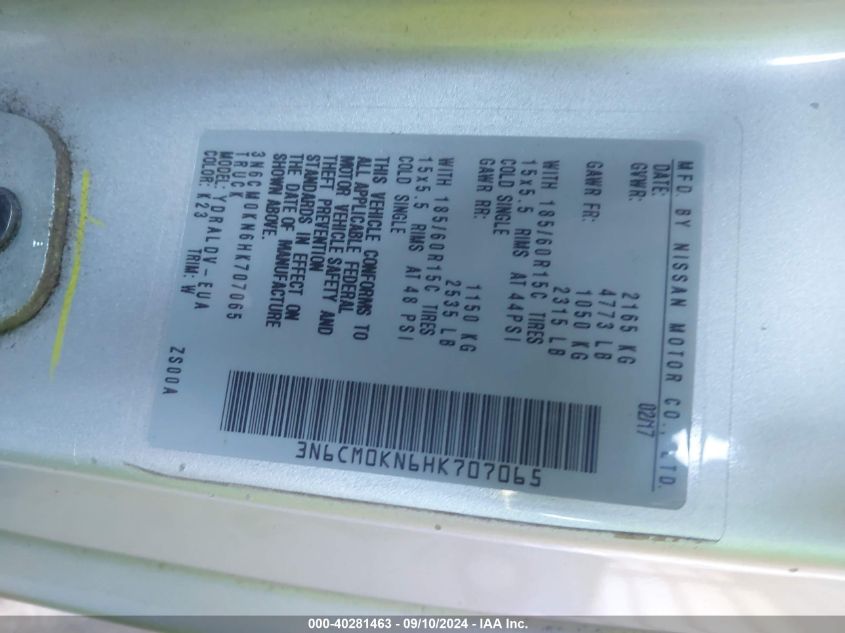 MFD. BY NISSAN MOTOR CO., LTD.
DATE: 02/17
GVWR: 2165 KG
4773 LB
GAWR FR: 1050 KG
2315 LB
WITH 185/60R15C TIRES
15x5.5 RIMS AT 44PSI
COLD SINGLE
GAWR RR: 1150 KG
2535 LB
WITH 185/60R15C TIRES
15x5.5 RIMS AT 48 PSI
COLD SINGLE
THIS VEHICLE CONFORMS TO
ALL APPLICABLE FEDERAL
MOTOR VEHICLE SAFETY AND
THEFT PREVENTION
STANDARDS IN EFFECT ON
THE DATE OF MANUFACTURE
SHOWN ABOVE.
3N6CM0KN6HK707065
TRUCK
MODEL: YDRALDV-EUA
COLOR: K23 TRIM: W
ZS00A
3N6CM0KN6HK707065
000-40281463 - 09/10/2024 - IAA Inc.